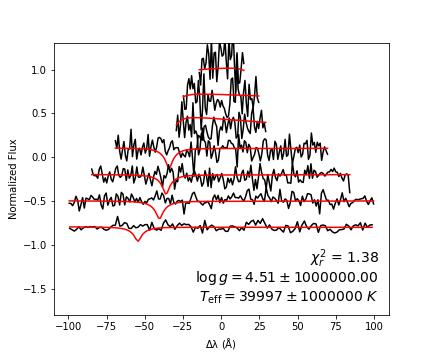 1.0
0.5
0.0
−0.5
−1.0
−1.5
Normalized Flux
χ²ᵣ = 1.38
log g = 4.51 ± 1000000.00
T_eff = 39997 ± 1000000 K
−100 −75 −50 −25 0 25 50 75 100
Δλ (Å)